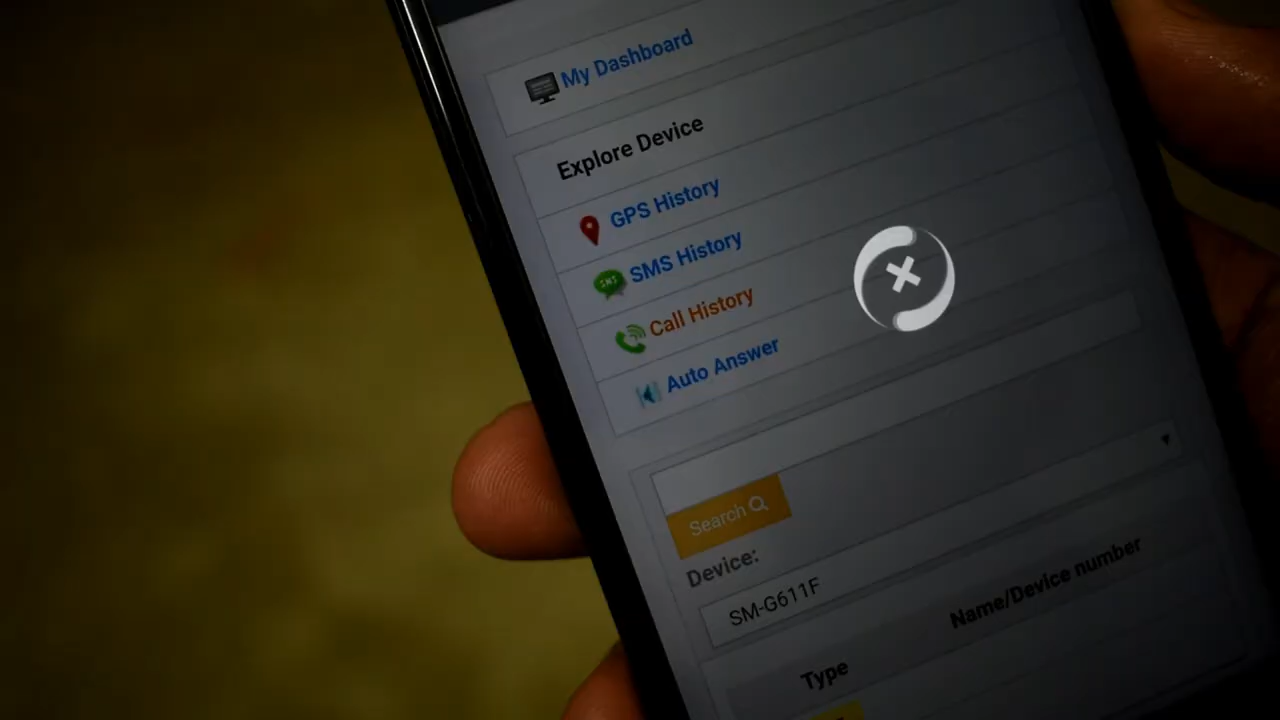 My Dashboard
Explore Device
GPS History
SMS History
SMS
Call History
Auto Answer
Search
Device:
SM-G611F
Name/Device number
Type